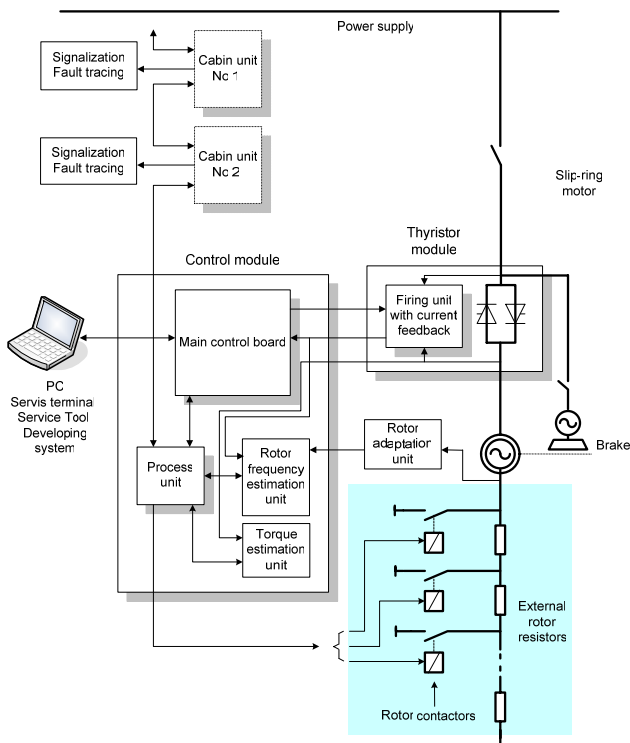 Power supply
Signalization
Fault tracing
Cabin unit
No 1
Signalization
Fault tracing
Cabin unit
No 2
Slip-ring
motor
Thyristor
module
Control module
Firing unit
with current
feedback
Main control board
PC
Servis terminal
Service Tool
Developing
system
Rotor
adaptation
unit
Brake
Process
unit
Rotor
frequency
estimation
unit
Torque
estimation
unit
External
rotor
resistors
Rotor contactors